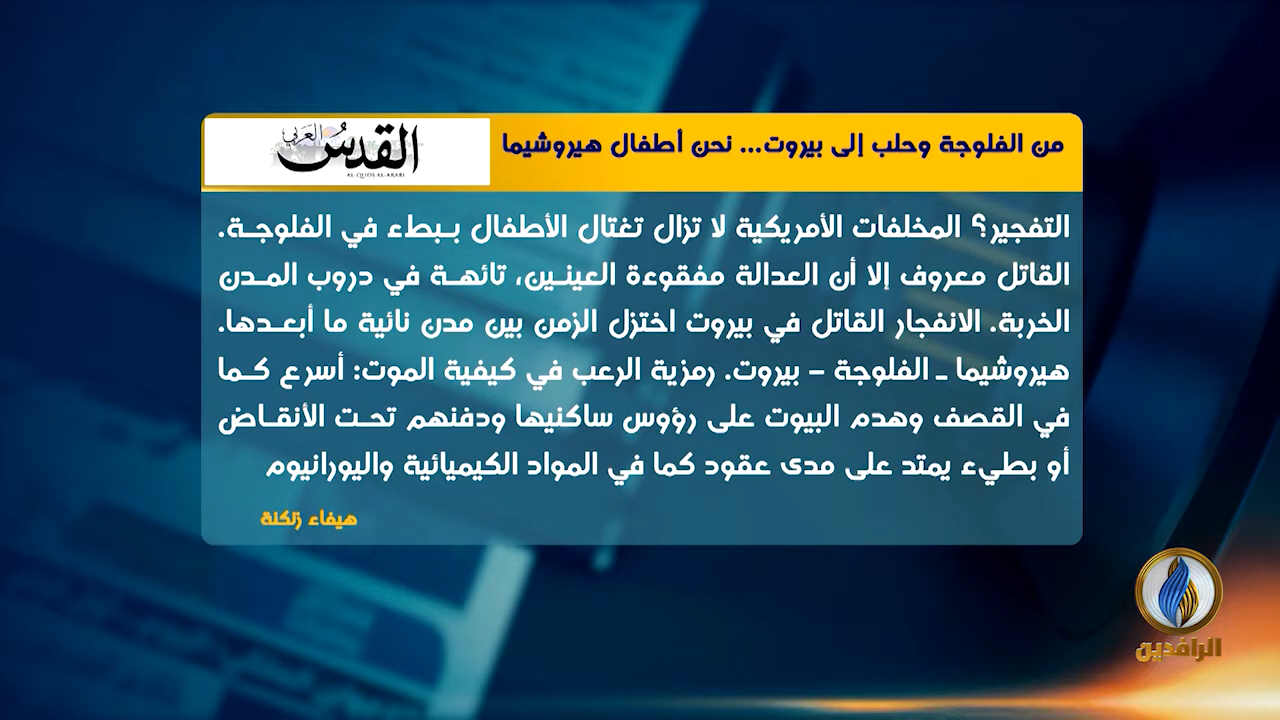 من الفلوجة وحلب إلى بيروت... نحن أطفال هيروشيما
القدس العربي
AL-QUDS AL-ARABI
التفجير؟ المخلفات الأمريكية لا تزال تغتال الأطفال ببطء في الفلوجة.
القاتل معروف إلا أن العدالة مفقوءة العينين، تائهة في دروب المدن
الخربة. الانفجار القاتل في بيروت اختزل الزمن بين مدن نائية ما أبعدها.
هيروشيما ـ الفلوجة – بيروت. رمزية الرعب في كيفية الموت: أسرع كما
في القصف وهدم البيوت على رؤوس ساكنيها ودفنهم تحت الأنقاض
أو بطيء يمتد على مدى عقود كما في المواد الكيميائية واليورانيوم
هيفاء زنكنة
الرافدين